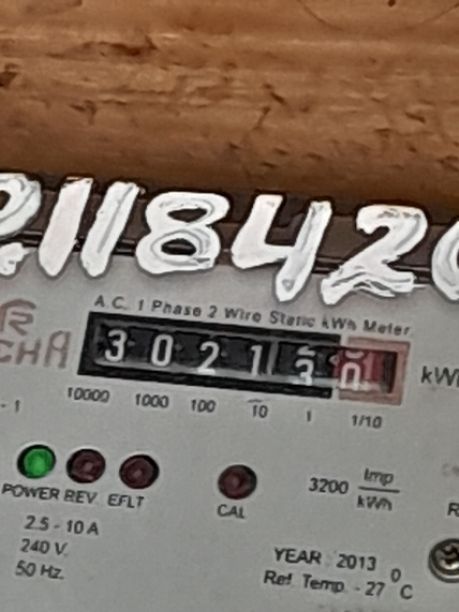 2118420
A.C. 1 Phase 2 Wire Static kWh Meter
CHA
3 0 2 1 3 0
10000 1000 100 10 1 1/10
POWER REV. EFLT
CAL
3200 Imp/kWh
2.5 - 10 A
240 V.
50 Hz.
YEAR : 2013
Ref. Temp. - 27 °C